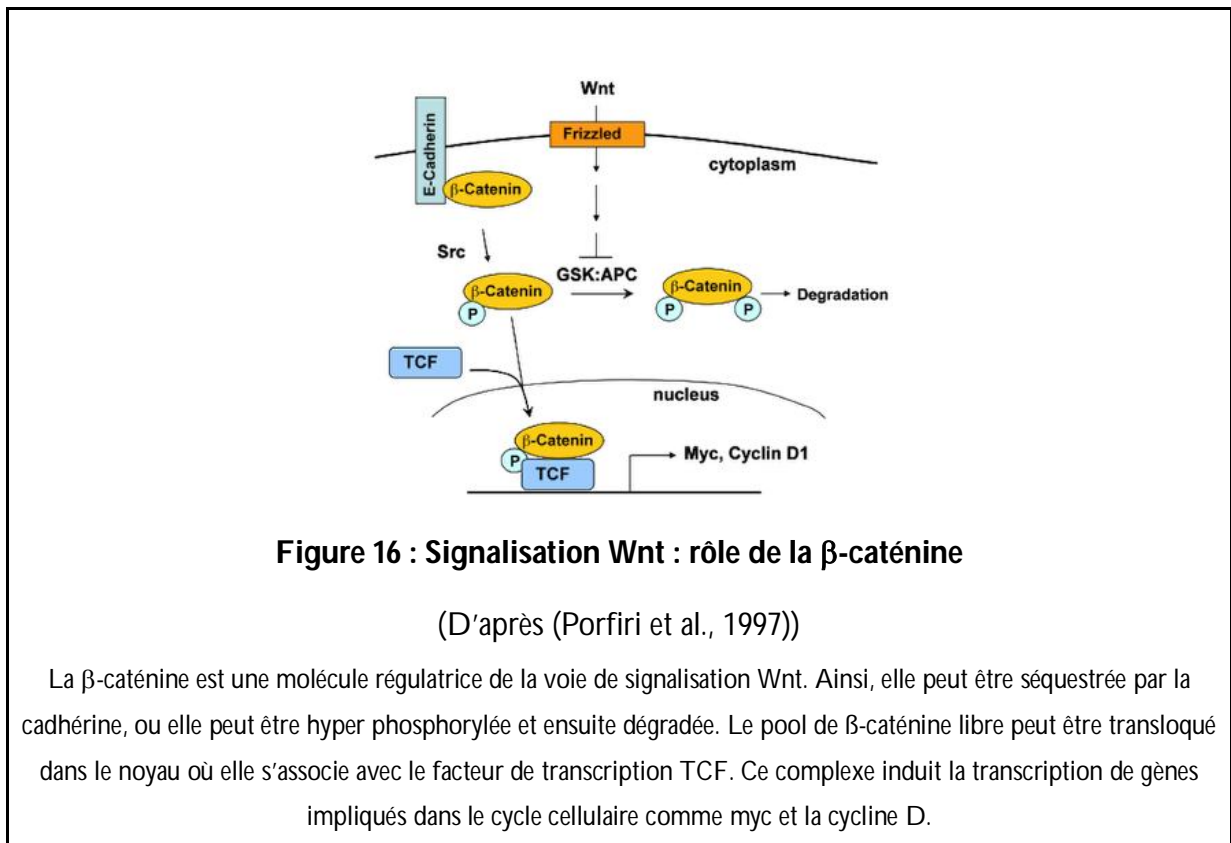 Wnt
Frizzled
cytoplasm
E-Cadherin
β-Catenin
Src
GSK:APC
β-Catenin
P
β-Catenin
P
P
Degradation
TCF
nucleus
β-Catenin
P
TCF
Myc, Cyclin D1
Figure 16 : Signalisation Wnt : rôle de la β-caténine
(D’après (Porfiri et al., 1997))
La β-caténine est une molécule régulatrice de la voie de signalisation Wnt. Ainsi, elle peut être séquestrée par la
cadhérine, ou elle peut être hyper phosphorylée et ensuite dégradée. Le pool de ß-caténine libre peut être transloqué
dans le noyau où elle s’associe avec le facteur de transcription TCF. Ce complexe induit la transcription de gènes
impliqués dans le cycle cellulaire comme myc et la cycline D.